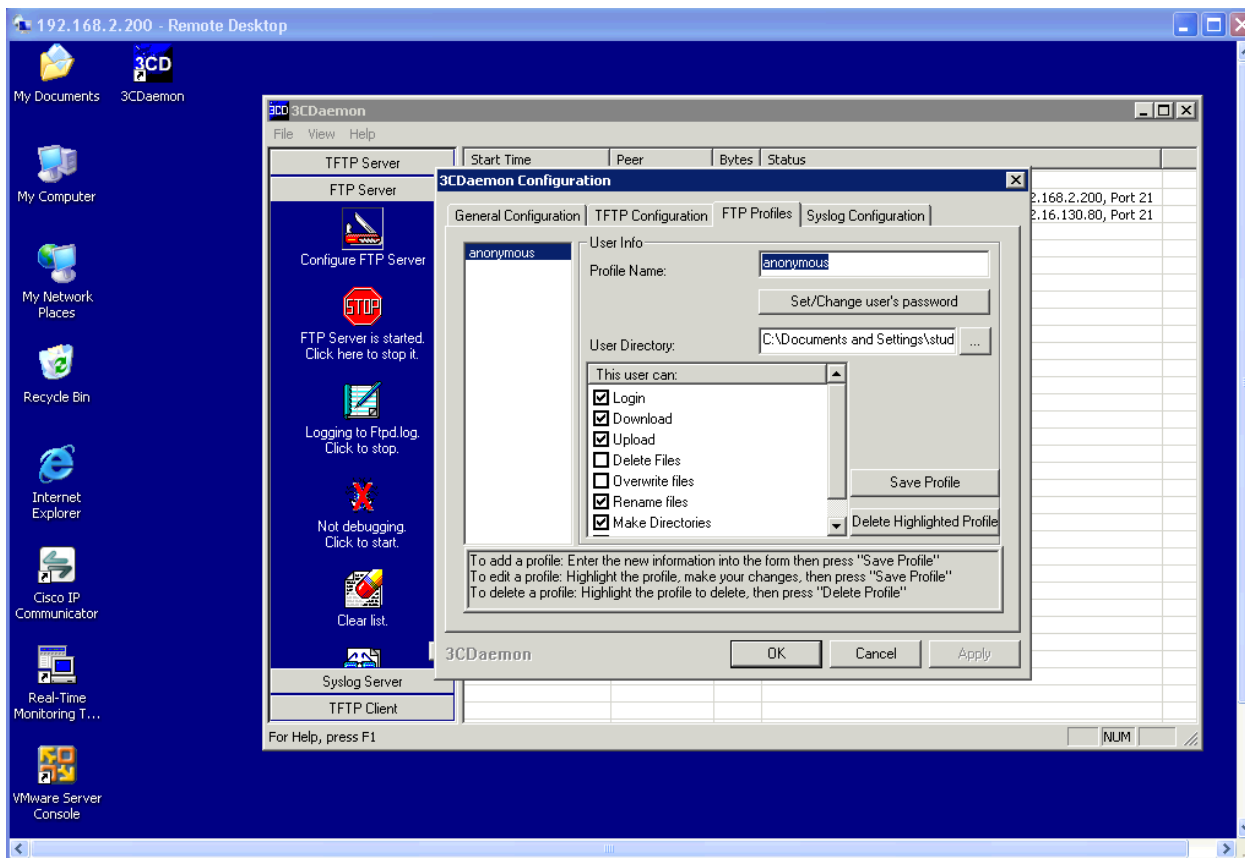 192.168.2.200 - Remote Desktop
My Documents
3CD
3CDaemon
My Computer
My Network
Places
Recycle Bin
Internet
Explorer
Cisco IP
Communicator
Real-Time
Monitoring T...
VMware Server
Console
3CD 3CDaemon
File View Help
TFTP Server
FTP Server
Configure FTP Server
STOP
FTP Server is started.
Click here to stop it.
Logging to Ftpd.log.
Click to stop.
Not debugging.
Click to start.
Clear list.
Syslog Server
TFTP Client
Start Time Peer Bytes Status
2.168.2.200, Port 21
2.16.130.80, Port 21
3CDaemon Configuration
General Configuration TFTP Configuration FTP Profiles Syslog Configuration
anonymous
User Info
Profile Name: anonymous
Set/Change user's password
User Directory: C:\Documents and Settings\stud ...
This user can:
Login
Download
Upload
Delete Files
Overwrite files
Rename files
Make Directories
Save Profile
Delete Highlighted Profile
To add a profile: Enter the new information into the form then press "Save Profile"
To edit a profile: Highlight the profile, make your changes, then press "Save Profile"
To delete a profile: Highlight the profile to delete, then press "Delete Profile"
3CDaemon
OK Cancel Apply
For Help, press F1
NUM